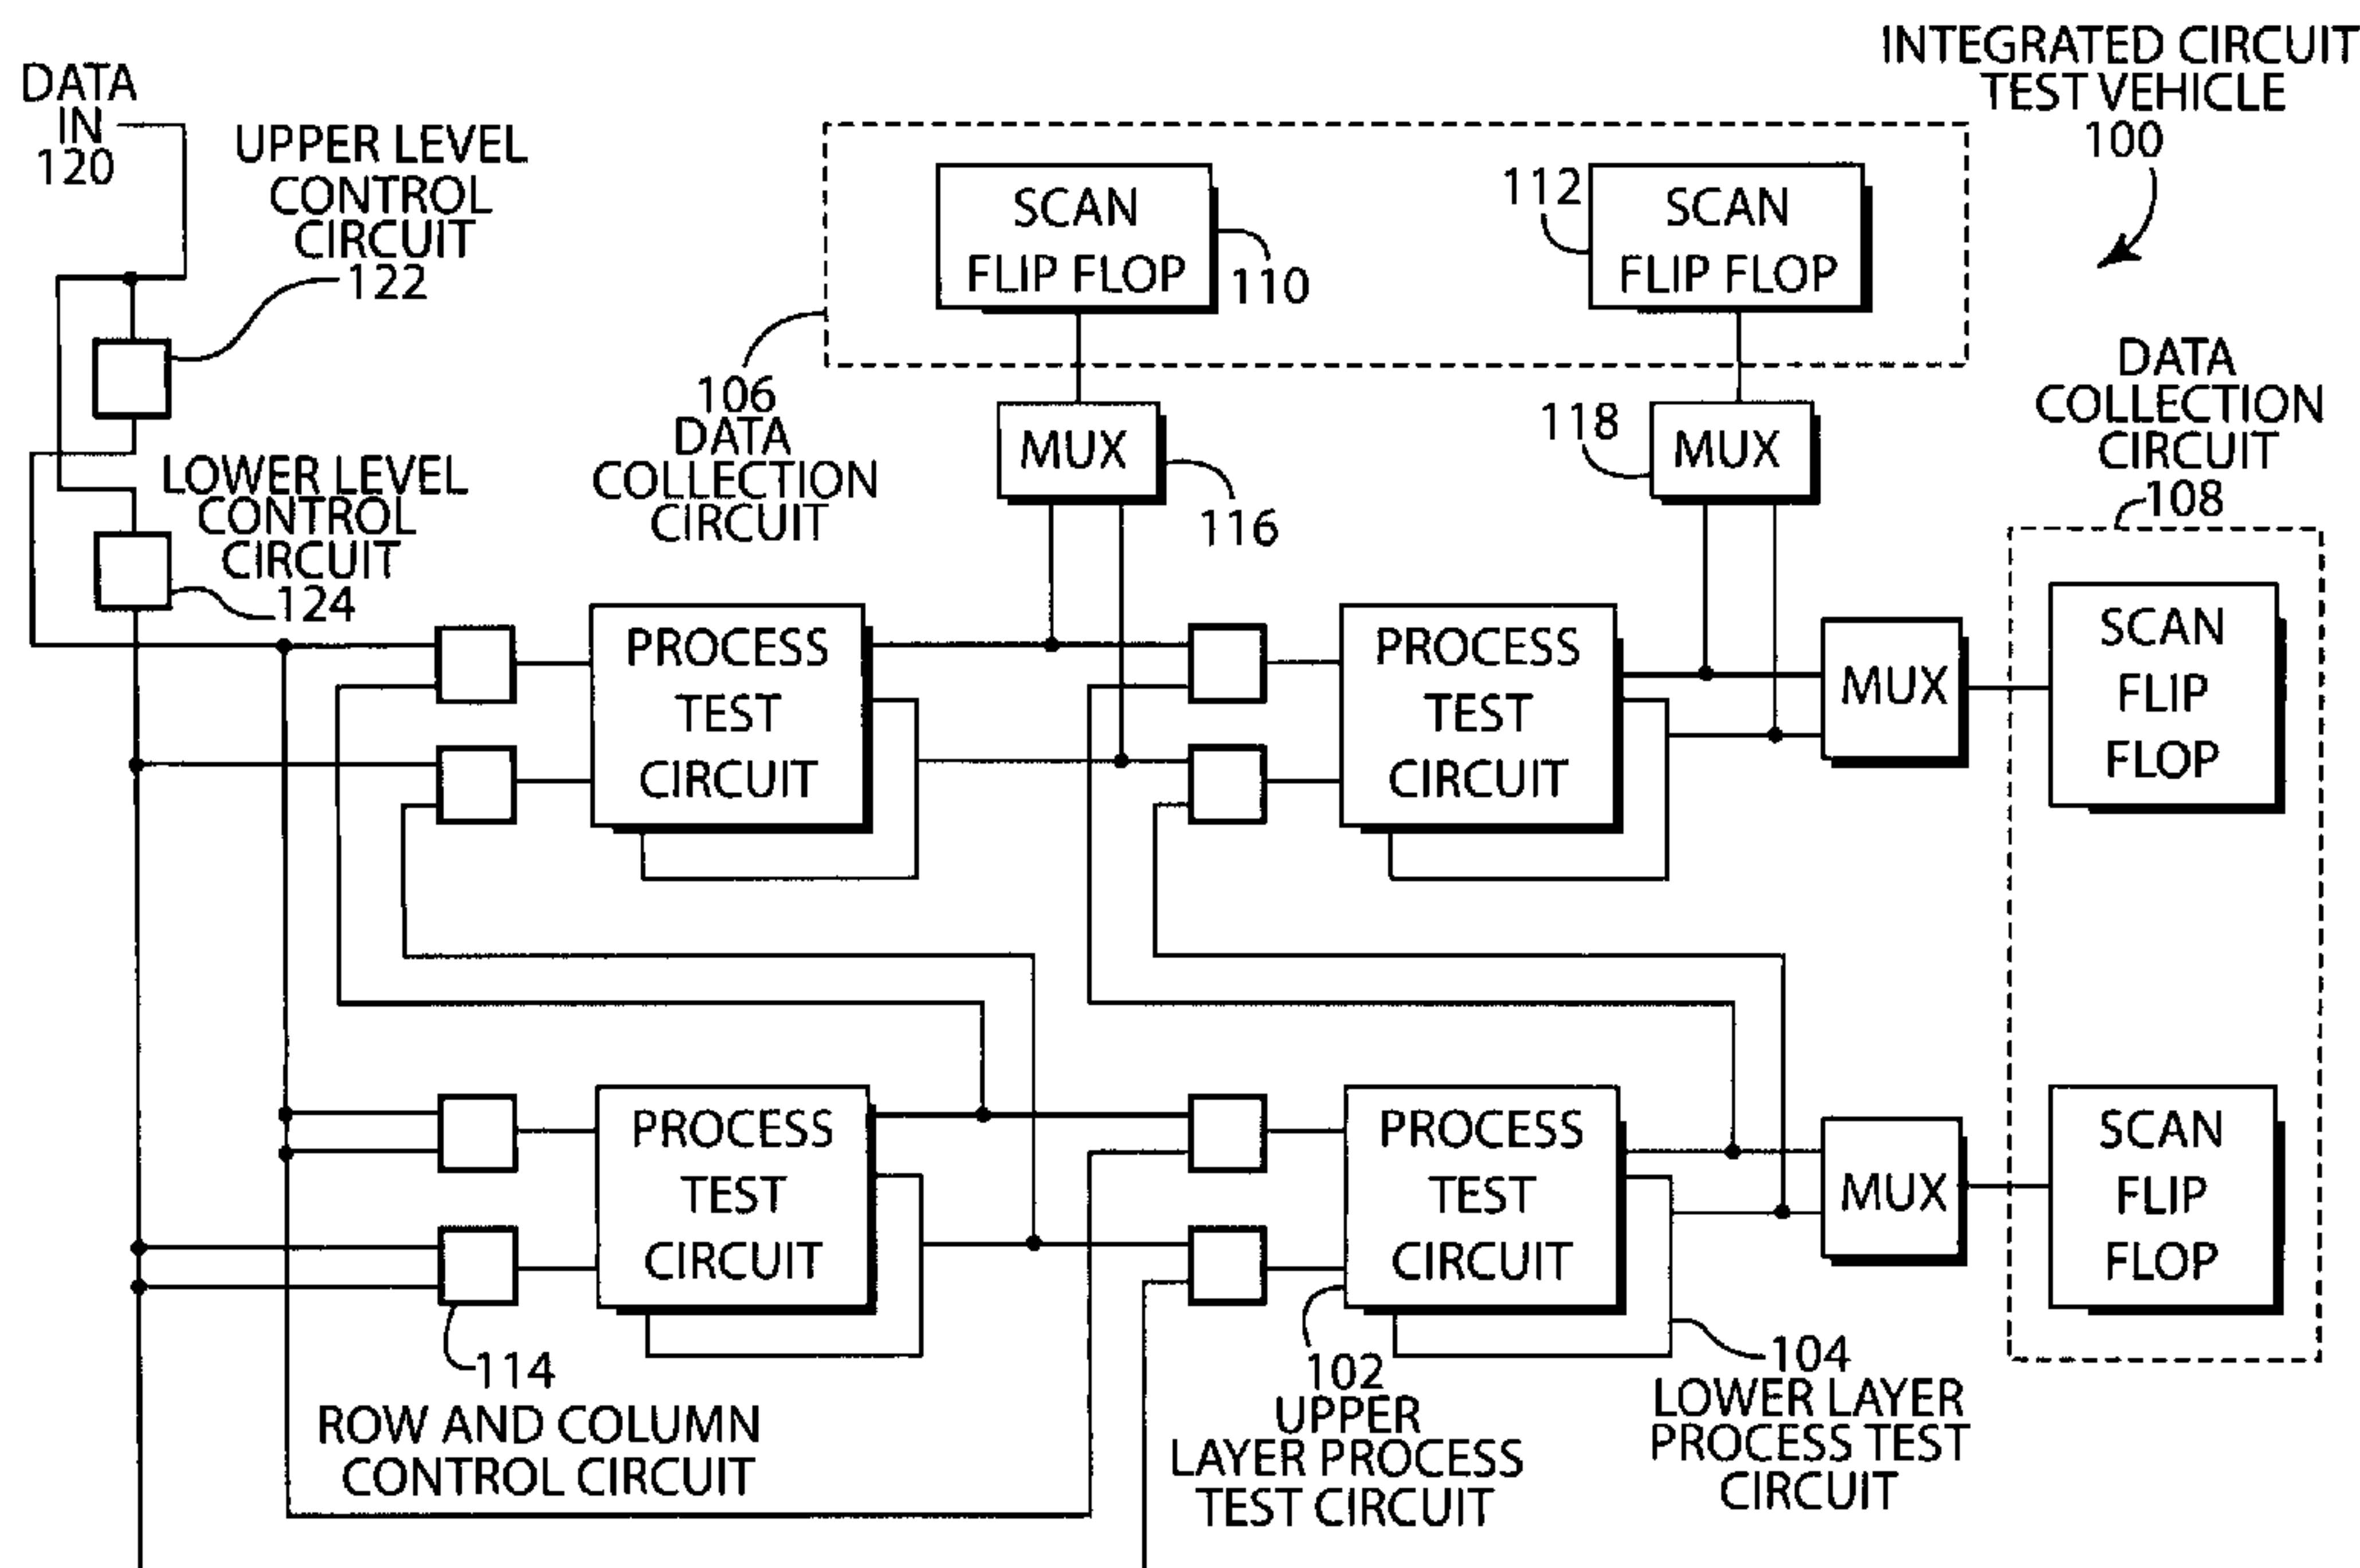 INTEGRATED CIRCUIT
TEST VEHICLE
100
DATA
IN
120
UPPER LEVEL
CONTROL
CIRCUIT
122
SCAN
FLIP FLOP
110
112
SCAN
FLIP FLOP
106
DATA
COLLECTION
CIRCUIT
MUX
116
118
MUX
DATA
COLLECTION
CIRCUIT
108
LOWER LEVEL
CONTROL
CIRCUIT
124
PROCESS
TEST
CIRCUIT
PROCESS
TEST
CIRCUIT
MUX
SCAN
FLIP
FLOP
PROCESS
TEST
CIRCUIT
PROCESS
TEST
CIRCUIT
MUX
SCAN
FLIP
FLOP
114
ROW AND COLUMN
CONTROL CIRCUIT
102
UPPER
LAYER PROCESS
TEST CIRCUIT
104
LOWER LAYER
PROCESS TEST
CIRCUIT